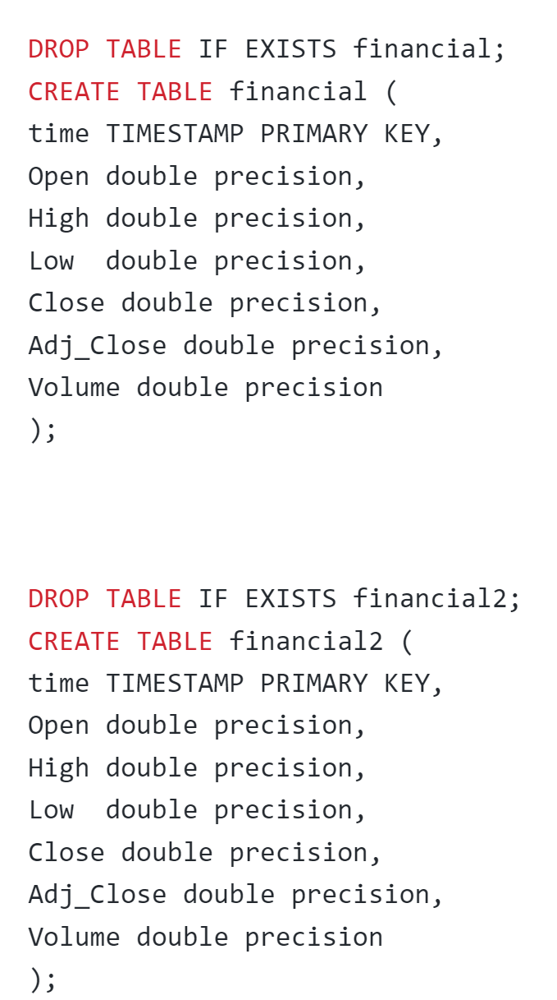 DROP TABLE IF EXISTS financial;
CREATE TABLE financial (
time TIMESTAMP PRIMARY KEY,
Open double precision,
High double precision,
Low  double precision,
Close double precision,
Adj_Close double precision,
Volume double precision
);
DROP TABLE IF EXISTS financial2;
CREATE TABLE financial2 (
time TIMESTAMP PRIMARY KEY,
Open double precision,
High double precision,
Low  double precision,
Close double precision,
Adj_Close double precision,
Volume double precision
);